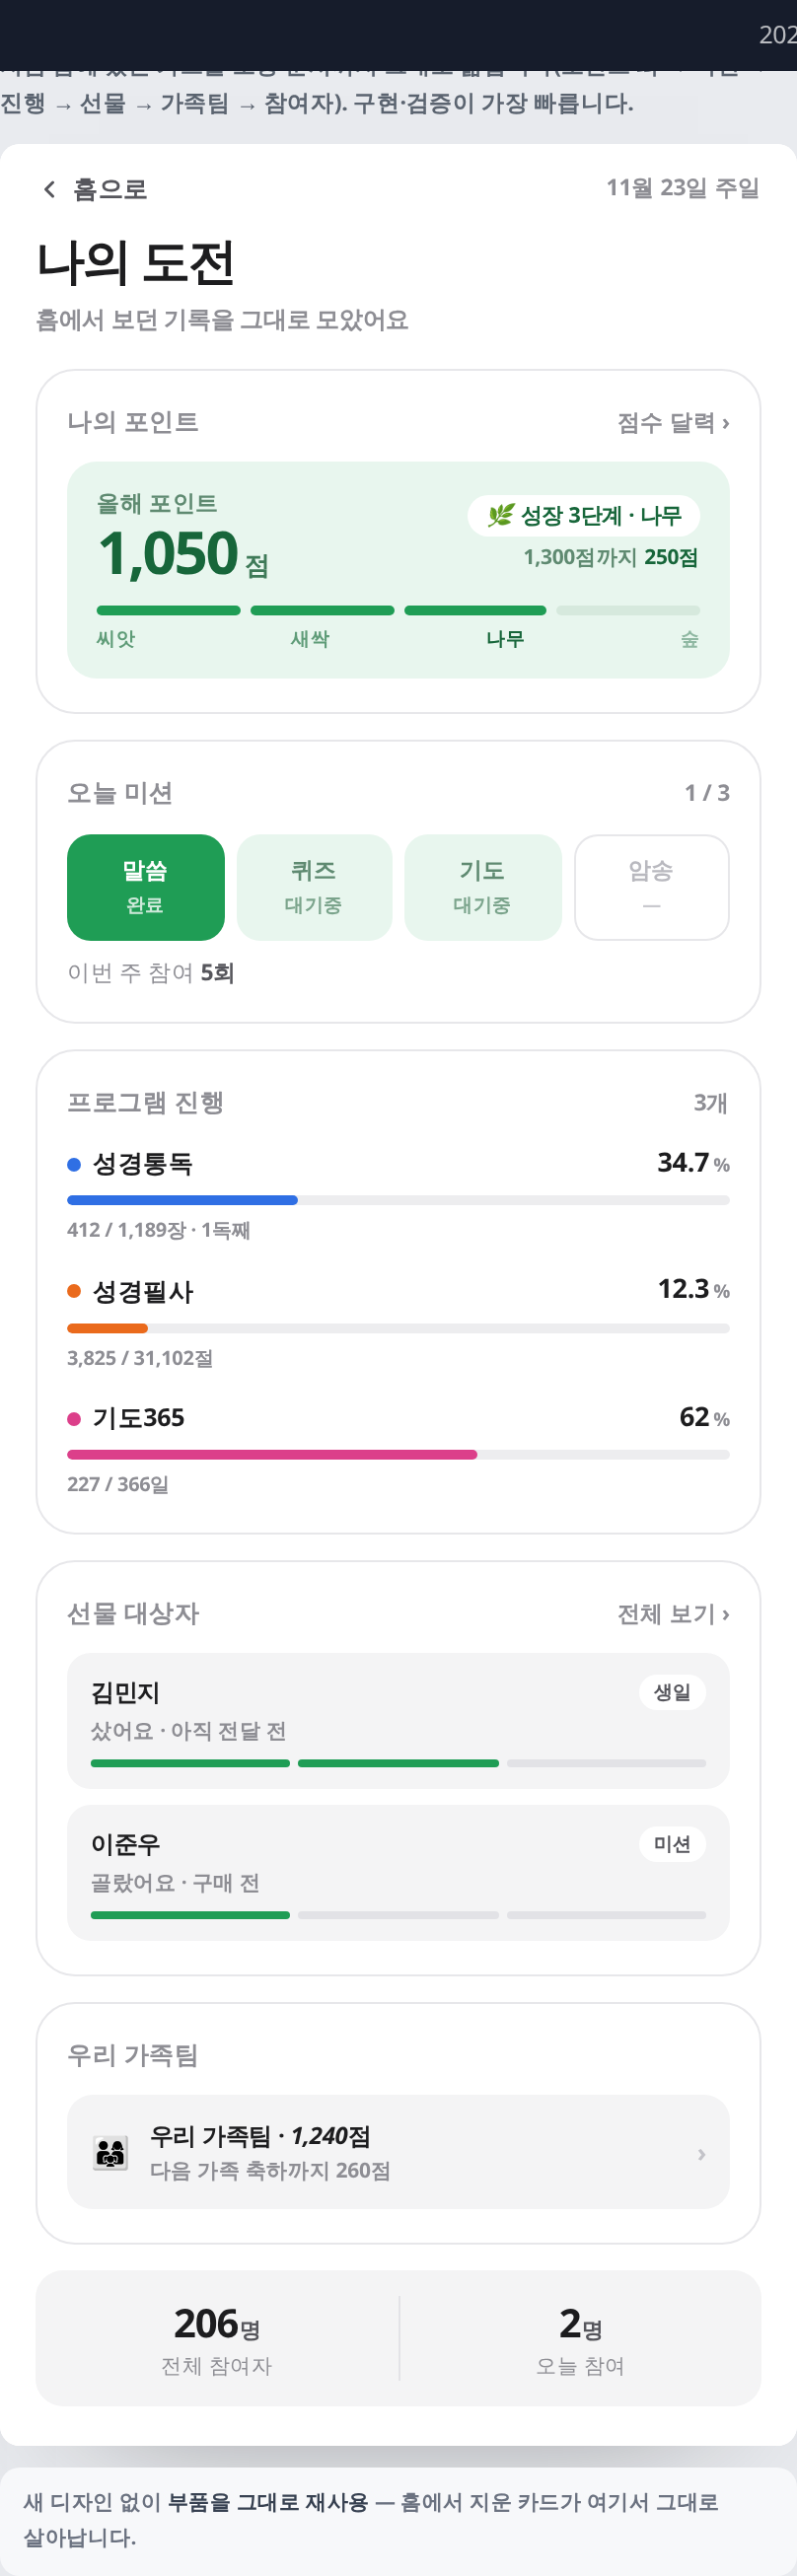 202
진행 → 선물 → 가족팀 → 참여자). 구현·검증이 가장 빠릅니다.
‹ 홈으로
11월 23일 주일
나의 도전
홈에서 보던 기록을 그대로 모았어요
나의 포인트
점수 달력 ›
올해 포인트
1,050 점
🌿 성장 3단계 · 나무
1,300점까지 250점
씨앗 새싹 나무 숲
오늘 미션
1 / 3
말씀 퀴즈 기도 암송
완료 대기중 대기중 —
이번 주 참여 5회
프로그램 진행
3개
성경통독
34.7 %
412 / 1,189장 · 1독째
성경필사
12.3 %
3,825 / 31,102절
기도365
62 %
227 / 366일
선물 대상자
전체 보기 ›
김민지
생일
샀어요 · 아직 전달 전
이준우
미션
골랐어요 · 구매 전
우리 가족팀
우리 가족팀 · 1,240점
다음 가족 축하까지 260점
›
206명
전체 참여자
2명
오늘 참여
새 디자인 없이 부품을 그대로 재사용 — 홈에서 지운 카드가 여기서 그대로
살아납니다.